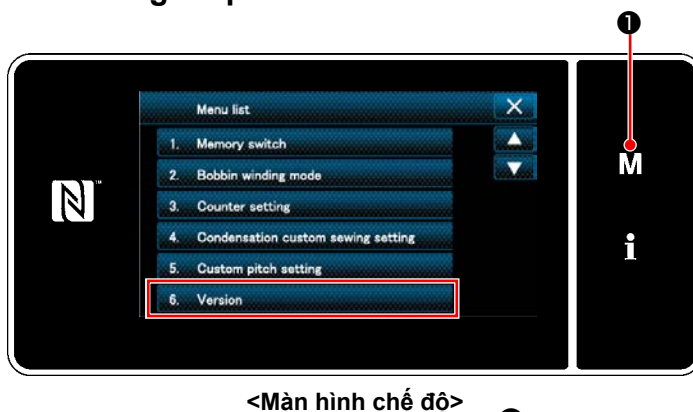 ❶
Menu list
1. Memory switch
2. Bobbin winding mode
3. Counter setting
4. Condensation custom sewing setting
5. Custom pitch setting
6. Version
M
i
<Màn hình chế độ>